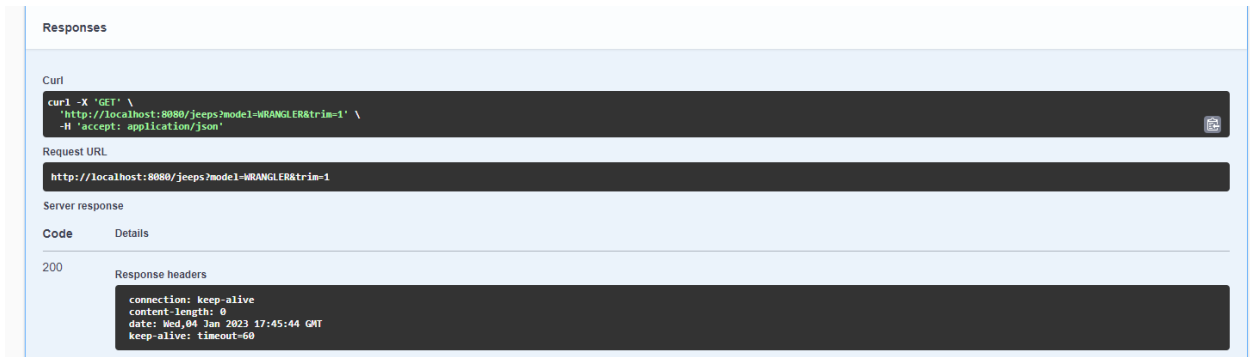 Responses
Curl
curl -X 'GET' \
'http://localhost:8080/jeeps?model=WRANGLER&trim=1' \
-H 'accept: application/json'
Request URL
http://localhost:8080/jeeps?model=WRANGLER&trim=1
Server response
Code Details
200
Response headers
connection: keep-alive
content-length: 0
date: Wed,04 Jan 2023 17:45:44 GMT
keep-alive: timeout=60